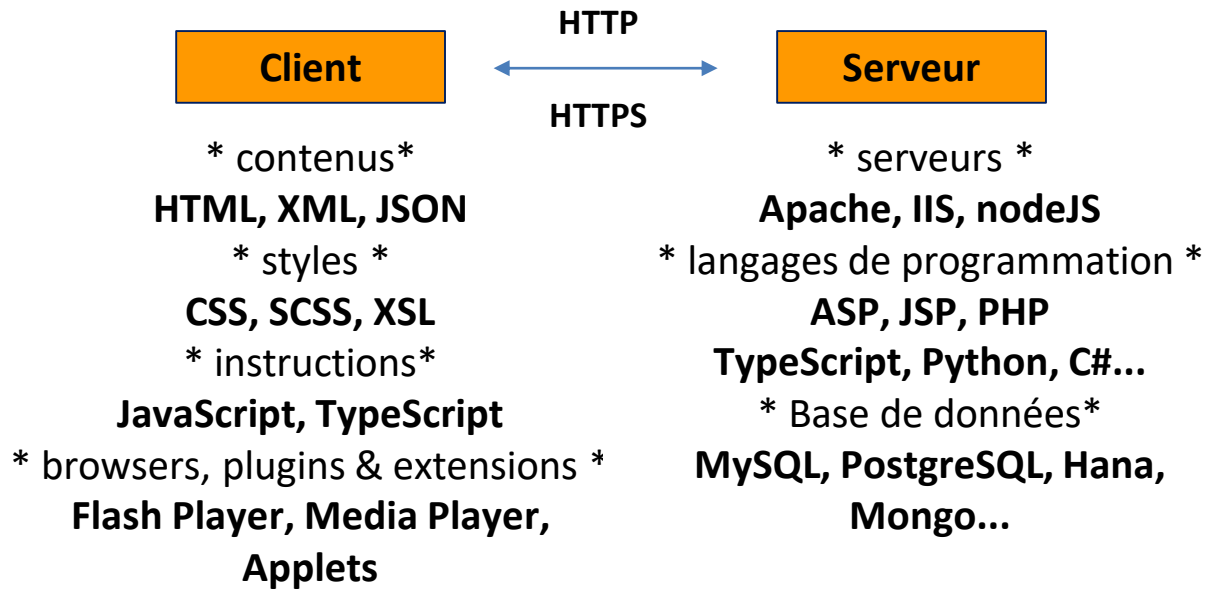 HTTP
Client
Serveur
HTTPS
* contenus*
HTML, XML, JSON
* styles *
CSS, SCSS, XSL
* instructions*
JavaScript, TypeScript
* browsers, plugins & extensions *
Flash Player, Media Player,
Applets
* serveurs *
Apache, IIS, nodeJS
* langages de programmation *
ASP, JSP, PHP
TypeScript, Python, C#...
* Base de données*
MySQL, PostgreSQL, Hana,
Mongo...